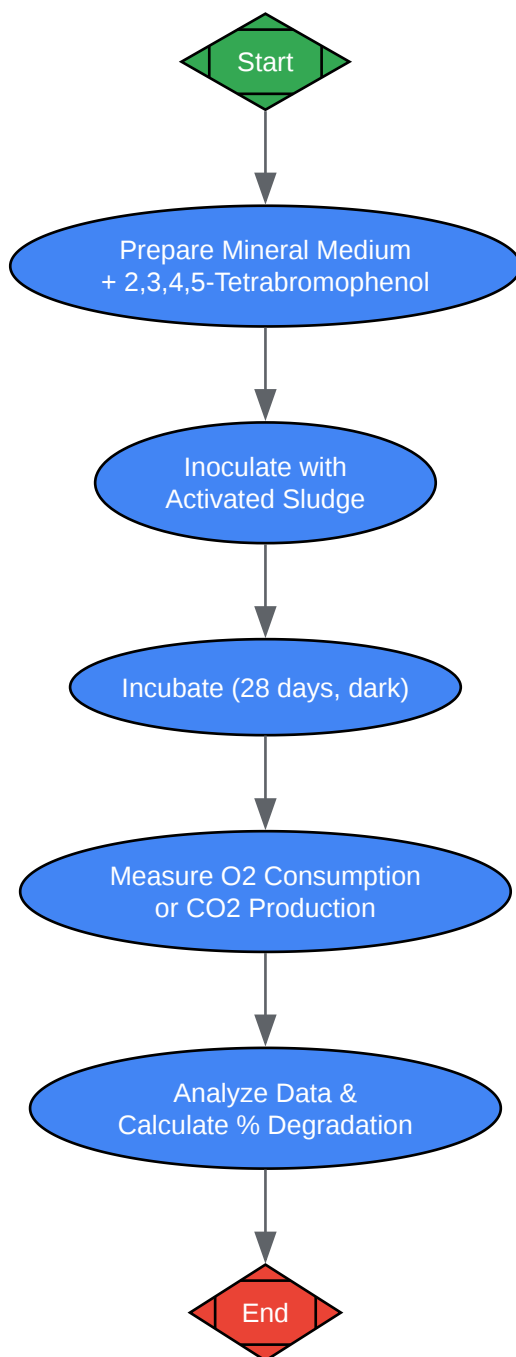 Start
Prepare Mineral Medium
+ 2,3,4,5-Tetrabromophenol
Inoculate with
Activated Sludge
Incubate (28 days, dark)
Measure O2 Consumption
or CO2 Production
Analyze Data &
Calculate % Degradation
End